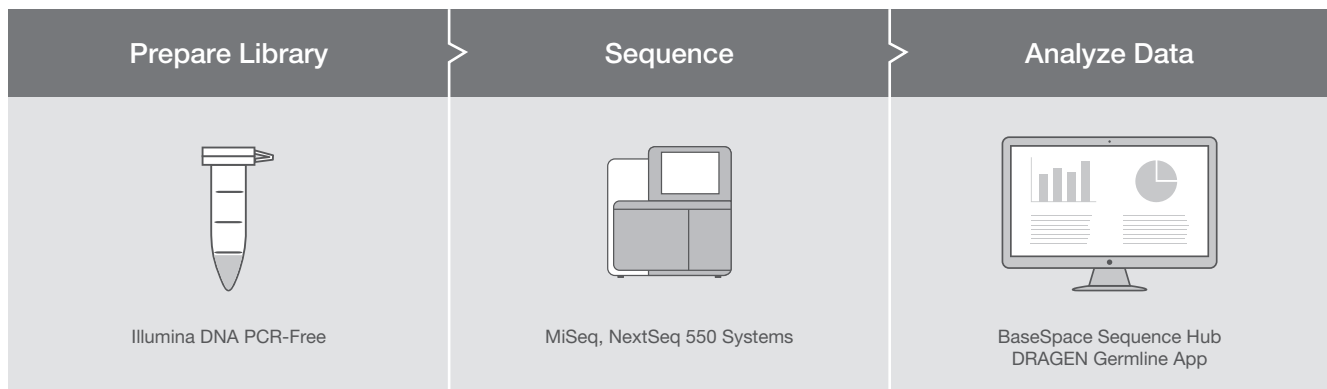 Prepare Library
Sequence
Analyze Data
Illumina DNA PCR-Free
MiSeq, NextSeq 550 Systems
BaseSpace Sequence Hub
DRAGEN Germline App